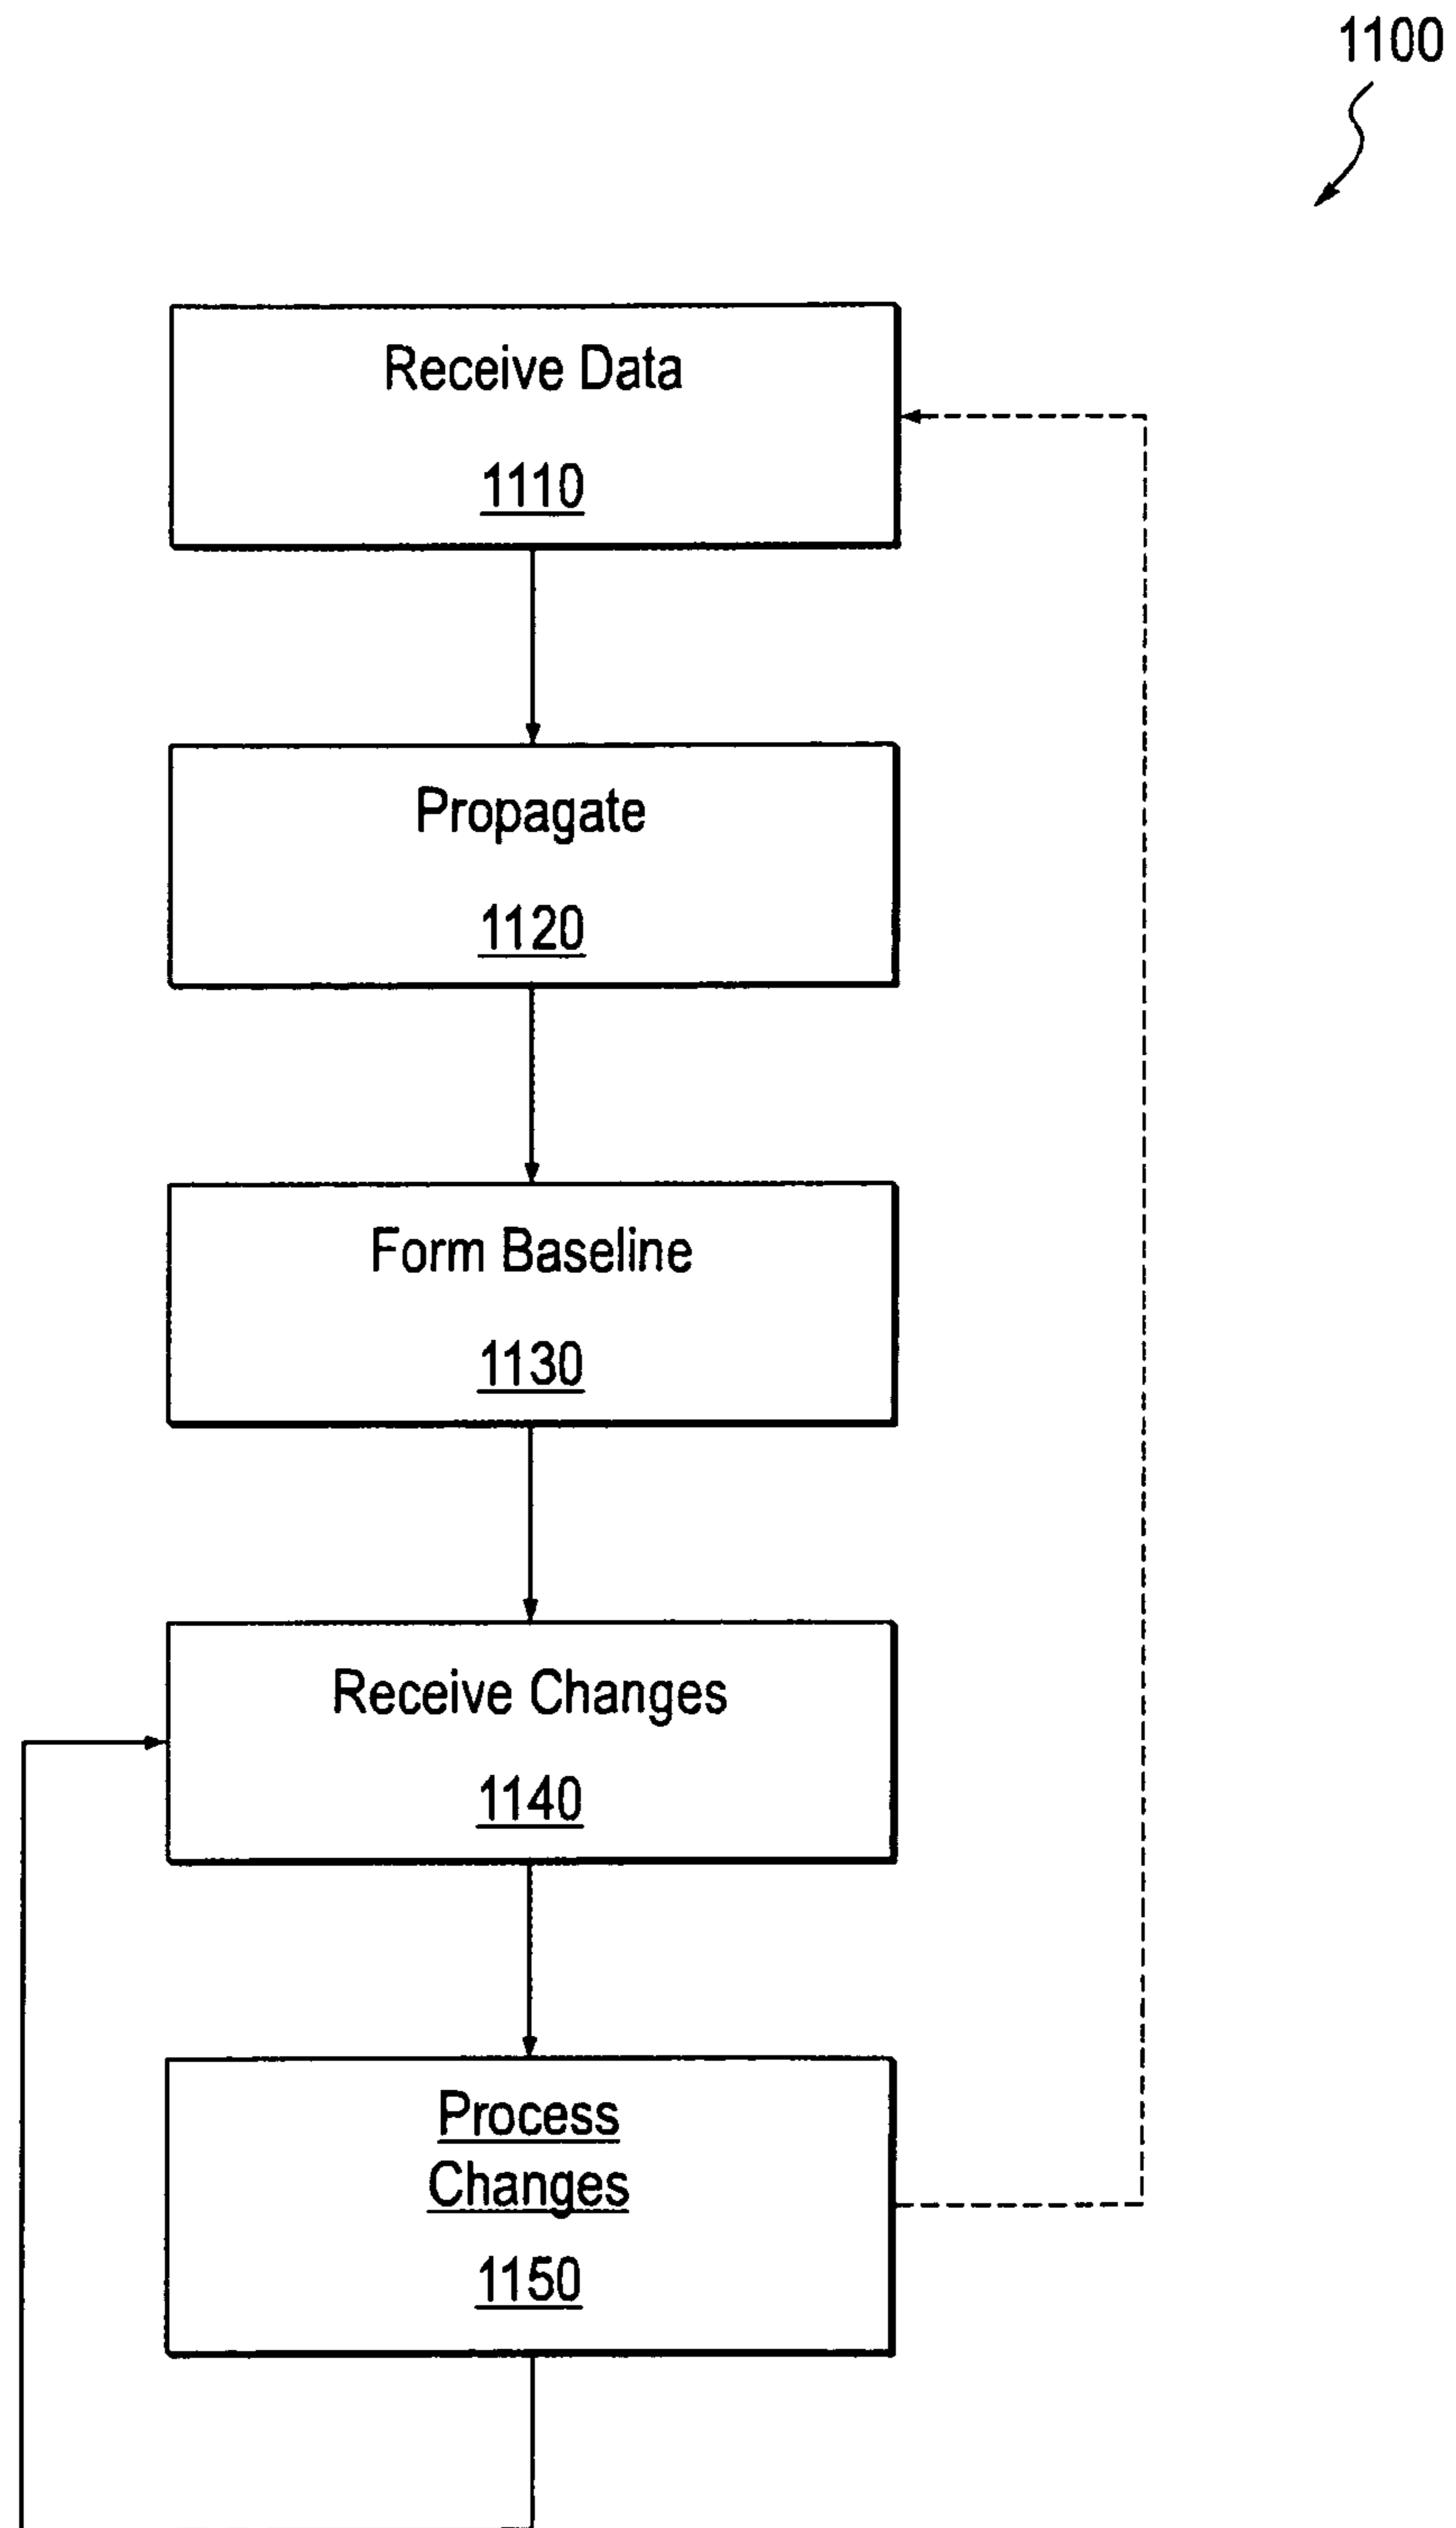 1100
Receive Data
1110
Propagate
1120
Form Baseline
1130
Receive Changes
1140
Process
Changes
1150